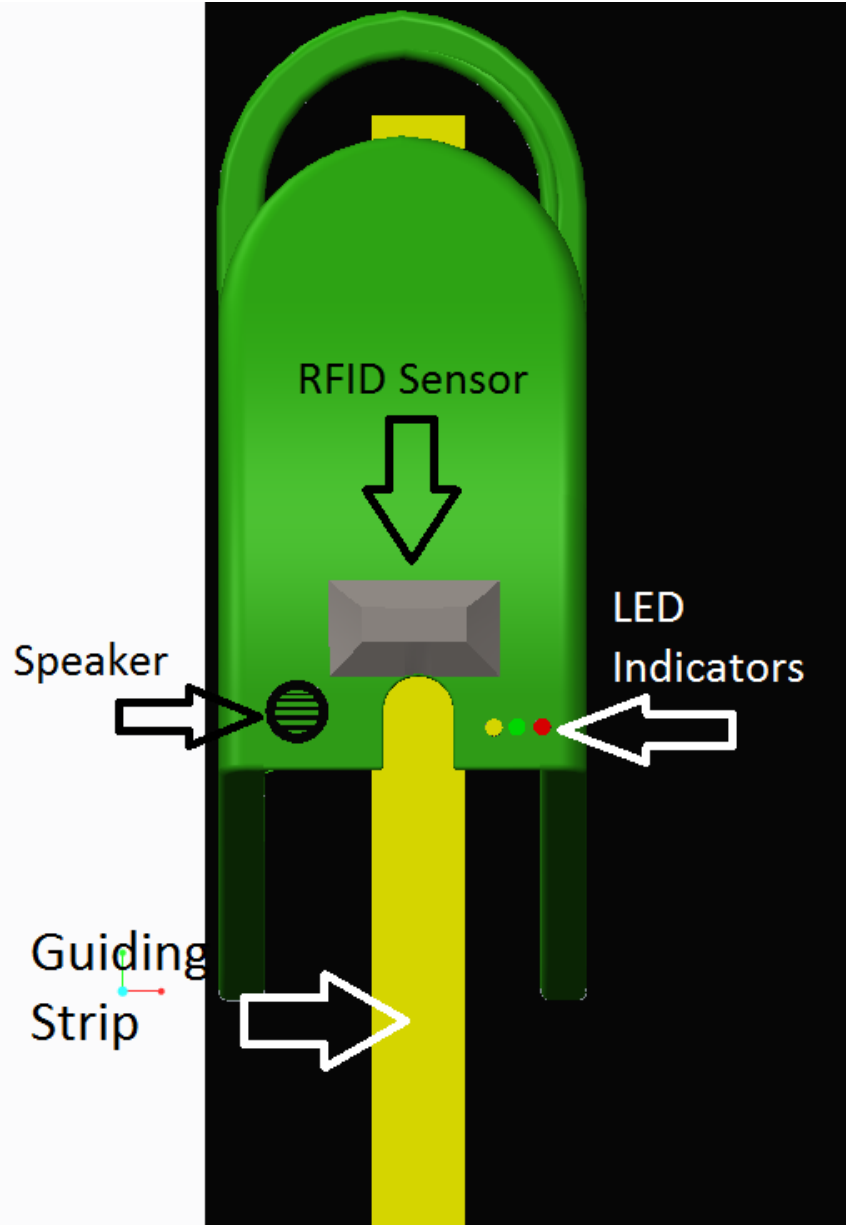 RFID Sensor
LED
Indicators
Speaker
Guiding
Strip